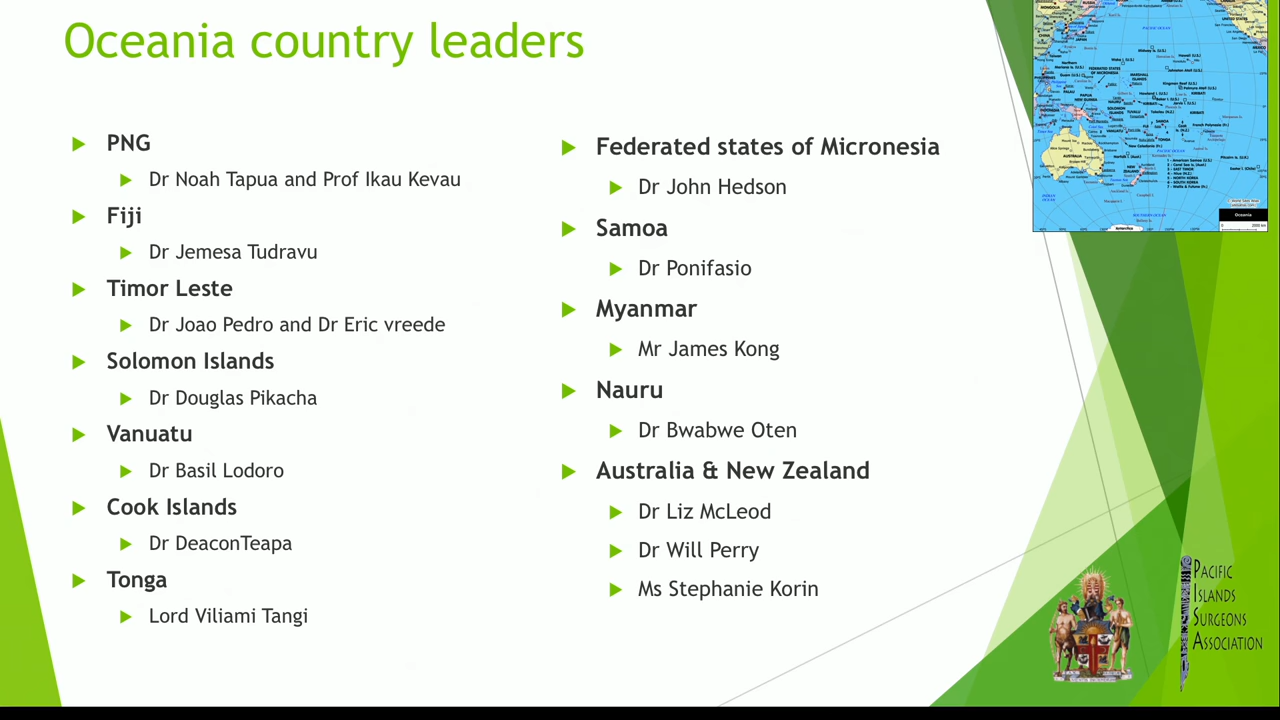 Oceania country leaders
PNG
Dr Noah Tapua and Prof Ikau Kevau
Fiji
Dr Jemesa Tudravu
Timor Leste
Dr Joao Pedro and Dr Eric vreede
Solomon Islands
Dr Douglas Pikacha
Vanuatu
Dr Basil Lodoro
Cook Islands
Dr DeaconTeapa
Tonga
Lord Viliami Tangi
Federated states of Micronesia
Dr John Hedson
Samoa
Dr Ponifasio
Myanmar
Mr James Kong
Nauru
Dr Bwabwe Oten
Australia & New Zealand
Dr Liz McLeod
Dr Will Perry
Ms Stephanie Korin
AUSTRALIA
Oceania
PACIFIC
ISLANDS
SURGEONS
ASSOCIATION